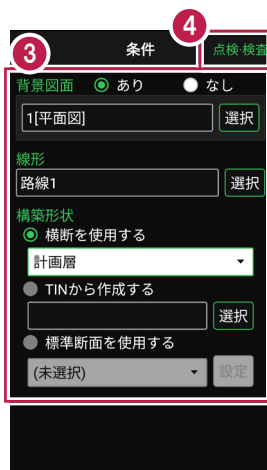 3 条件 4 点検・検査
背景図面 あり なし
1[平面図] 選択
線形
路線1 選択
構築形状
横断を使用する
計画層
TINから作成する
選択
標準断面を使用する
(未選択) 設定